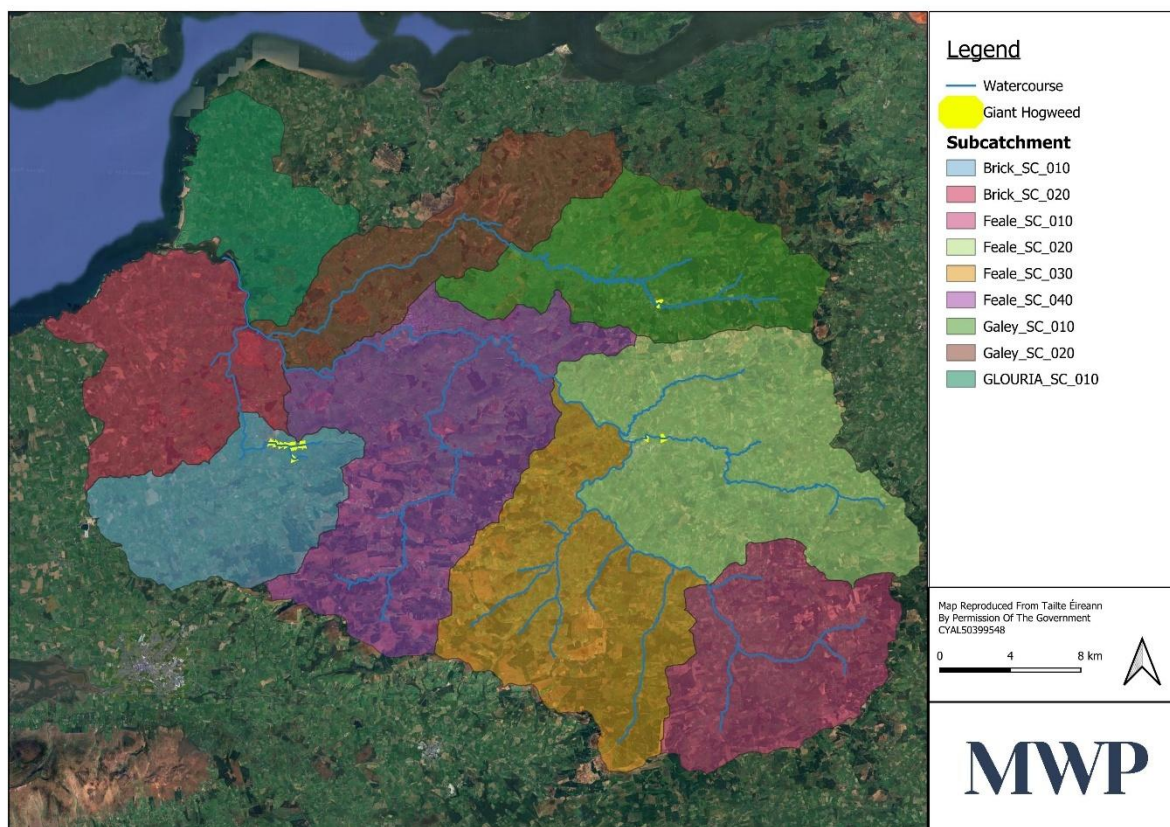 Legend
Watercourse
Giant Hogweed
Subcatchment
Brick_SC_010
Brick_SC_020
Feale_SC_010
Feale_SC_020
Feale_SC_030
Feale_SC_040
Galey_SC_010
Galey_SC_020
GLOURIA_SC_010
Map Reproduced From Tailte Éireann
By Permission Of The Government
CYAL50399548
0 4 8 km
MWP